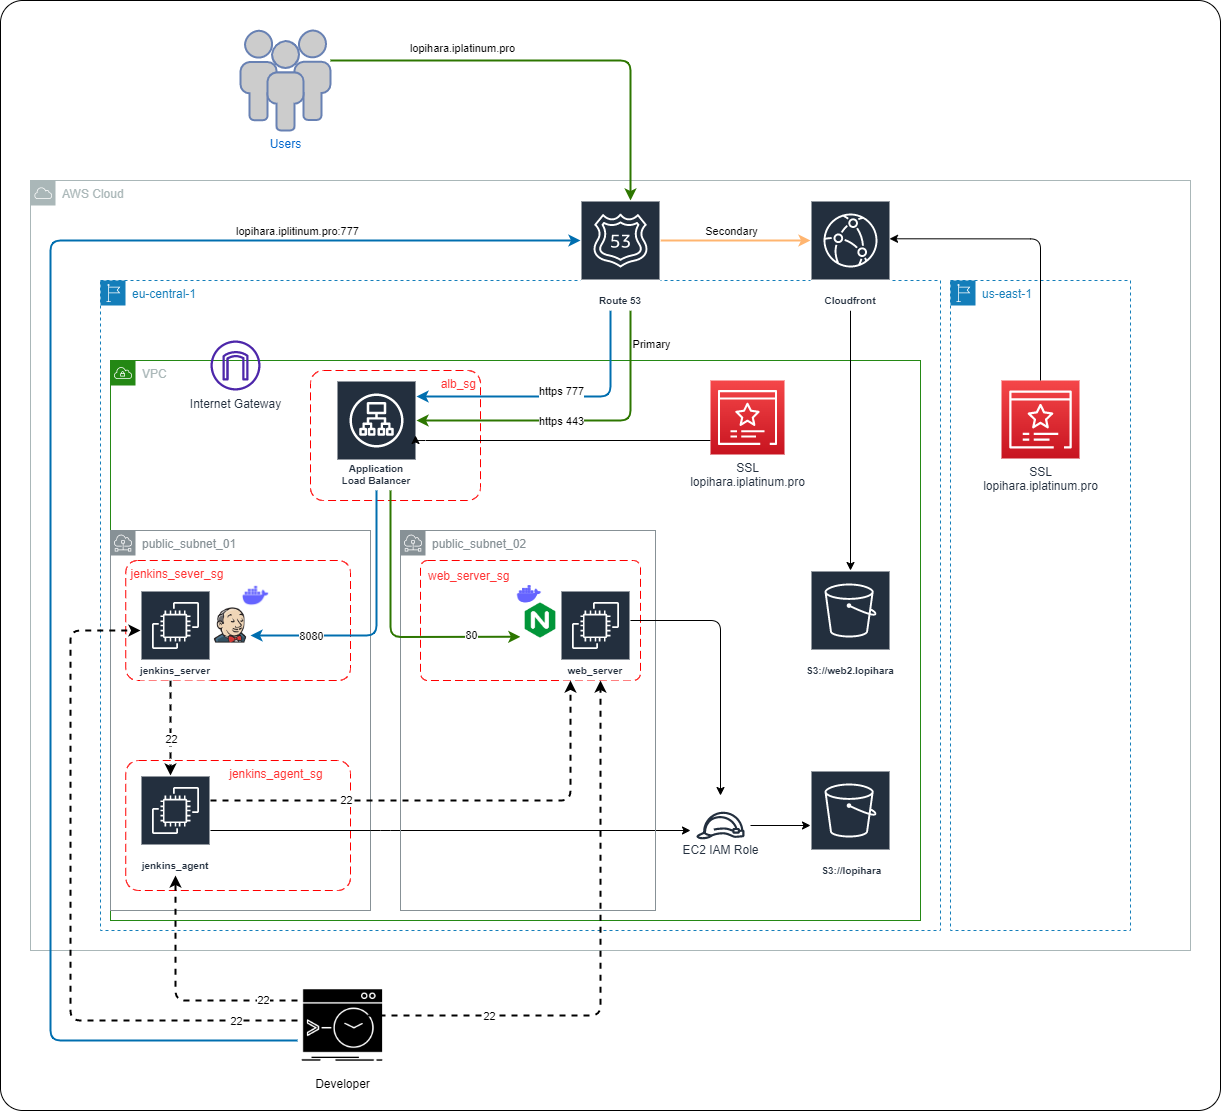 lopihara.iplatinum.pro
Users
AWS Cloud
lopihara.iplitinum.pro:777
53
Secondary
Route 53
Cloudfront
eu-central-1
us-east-1
Primary
VPC
Internet Gateway
alb_sg
https 777
https 443
Application
Load Balancer
SSL
lopihara.iplatinum.pro
SSL
lopihara.iplatinum.pro
public_subnet_01
public_subnet_02
jenkins_sever_sg
web_server_sg
N
8080
80
jenkins_server
web_server
S3://web2.lopihara
22
jenkins_agent_sg
22
EC2 IAM Role
jenkins_agent
S3://lopihara
22
22
22
>-
Developer